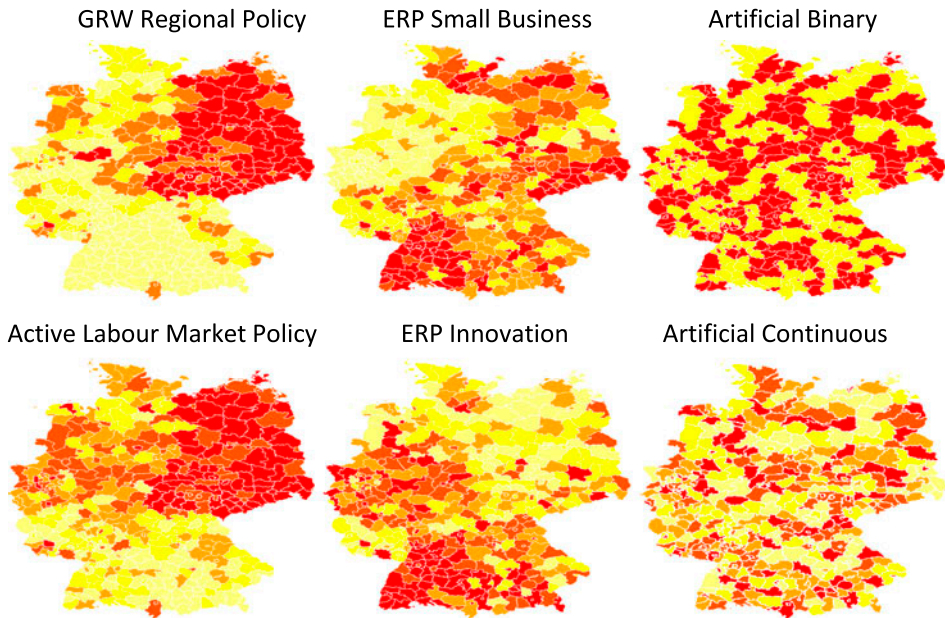 GRW Regional Policy
ERP Small Business
Artificial Binary
Active Labour Market Policy
ERP Innovation
Artificial Continuous